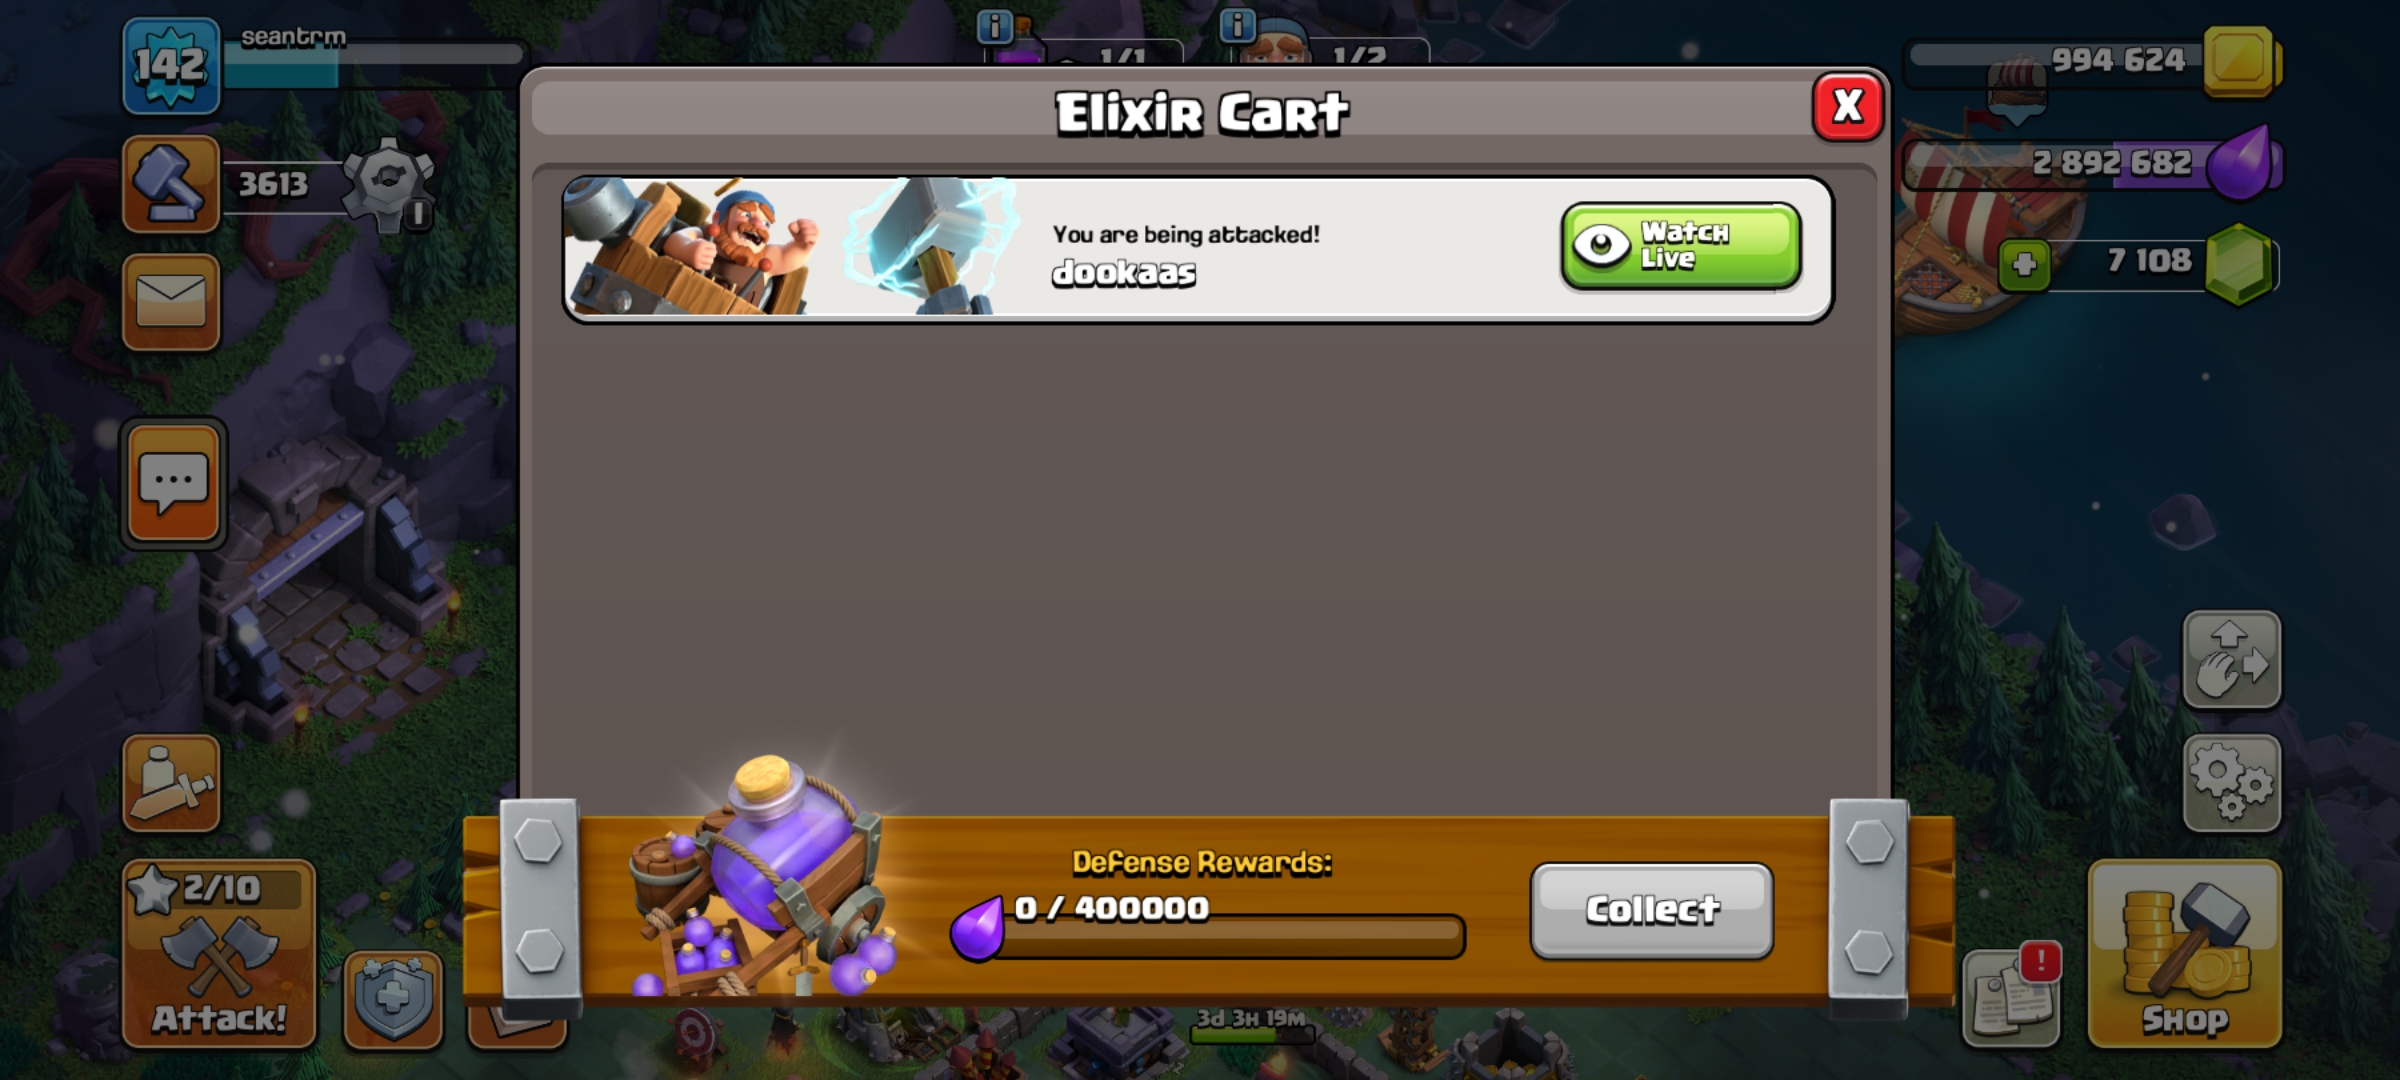 142
seantrm
1/1
1/2
994 624
Elixir Cart
X
3613
2 892 682
7 108
You are being attacked!
dookaas
Watch
Live
2/10
Attack!
Defense Rewards:
0 / 400000
Collect
3d 3H 19M
!
Shop